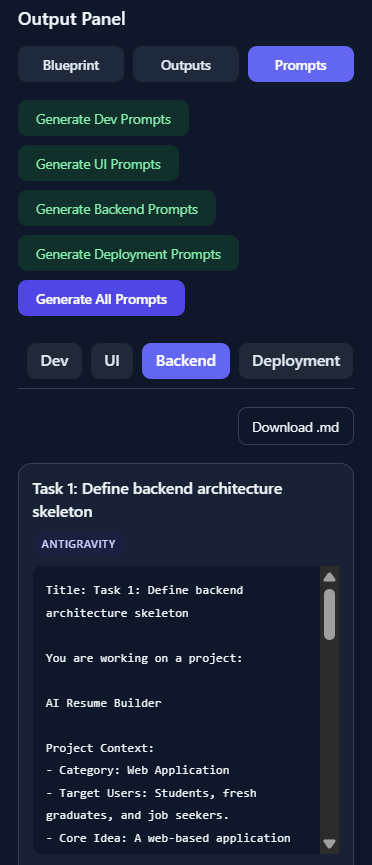 Output Panel
Blueprint
Outputs
Prompts
Generate Dev Prompts
Generate UI Prompts
Generate Backend Prompts
Generate Deployment Prompts
Generate All Prompts
Dev
UI
Backend
Deployment
Download .md
Task 1: Define backend architecture
skeleton
ANTIGRAVITY
Title: Task 1: Define backend
architecture skeleton
You are working on a project:
AI Resume Builder
Project Context:
- Category: Web Application
- Target Users: Students, fresh
graduates, and job seekers.
- Core Idea: A web-based application